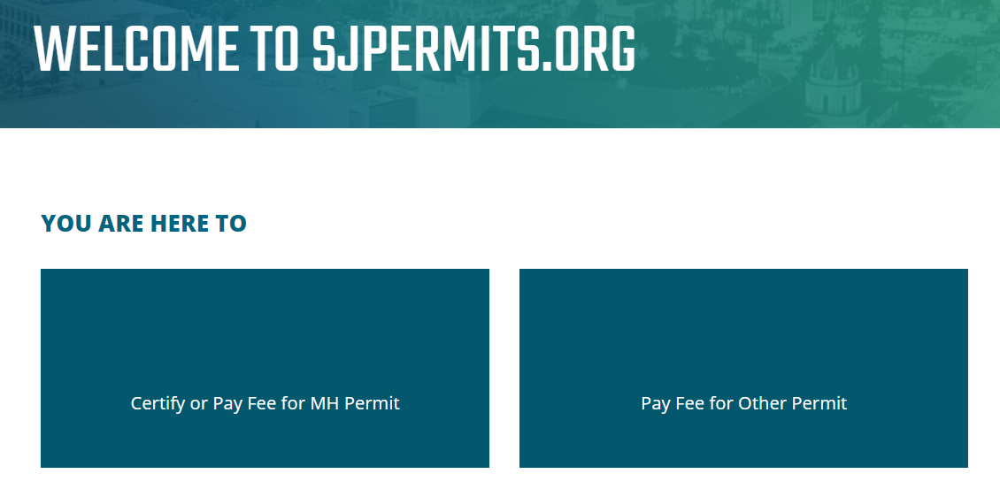 WELCOME TO SJPERMITS.ORG
YOU ARE HERE TO
Certify or Pay Fee for MH Permit
Pay Fee for Other Permit